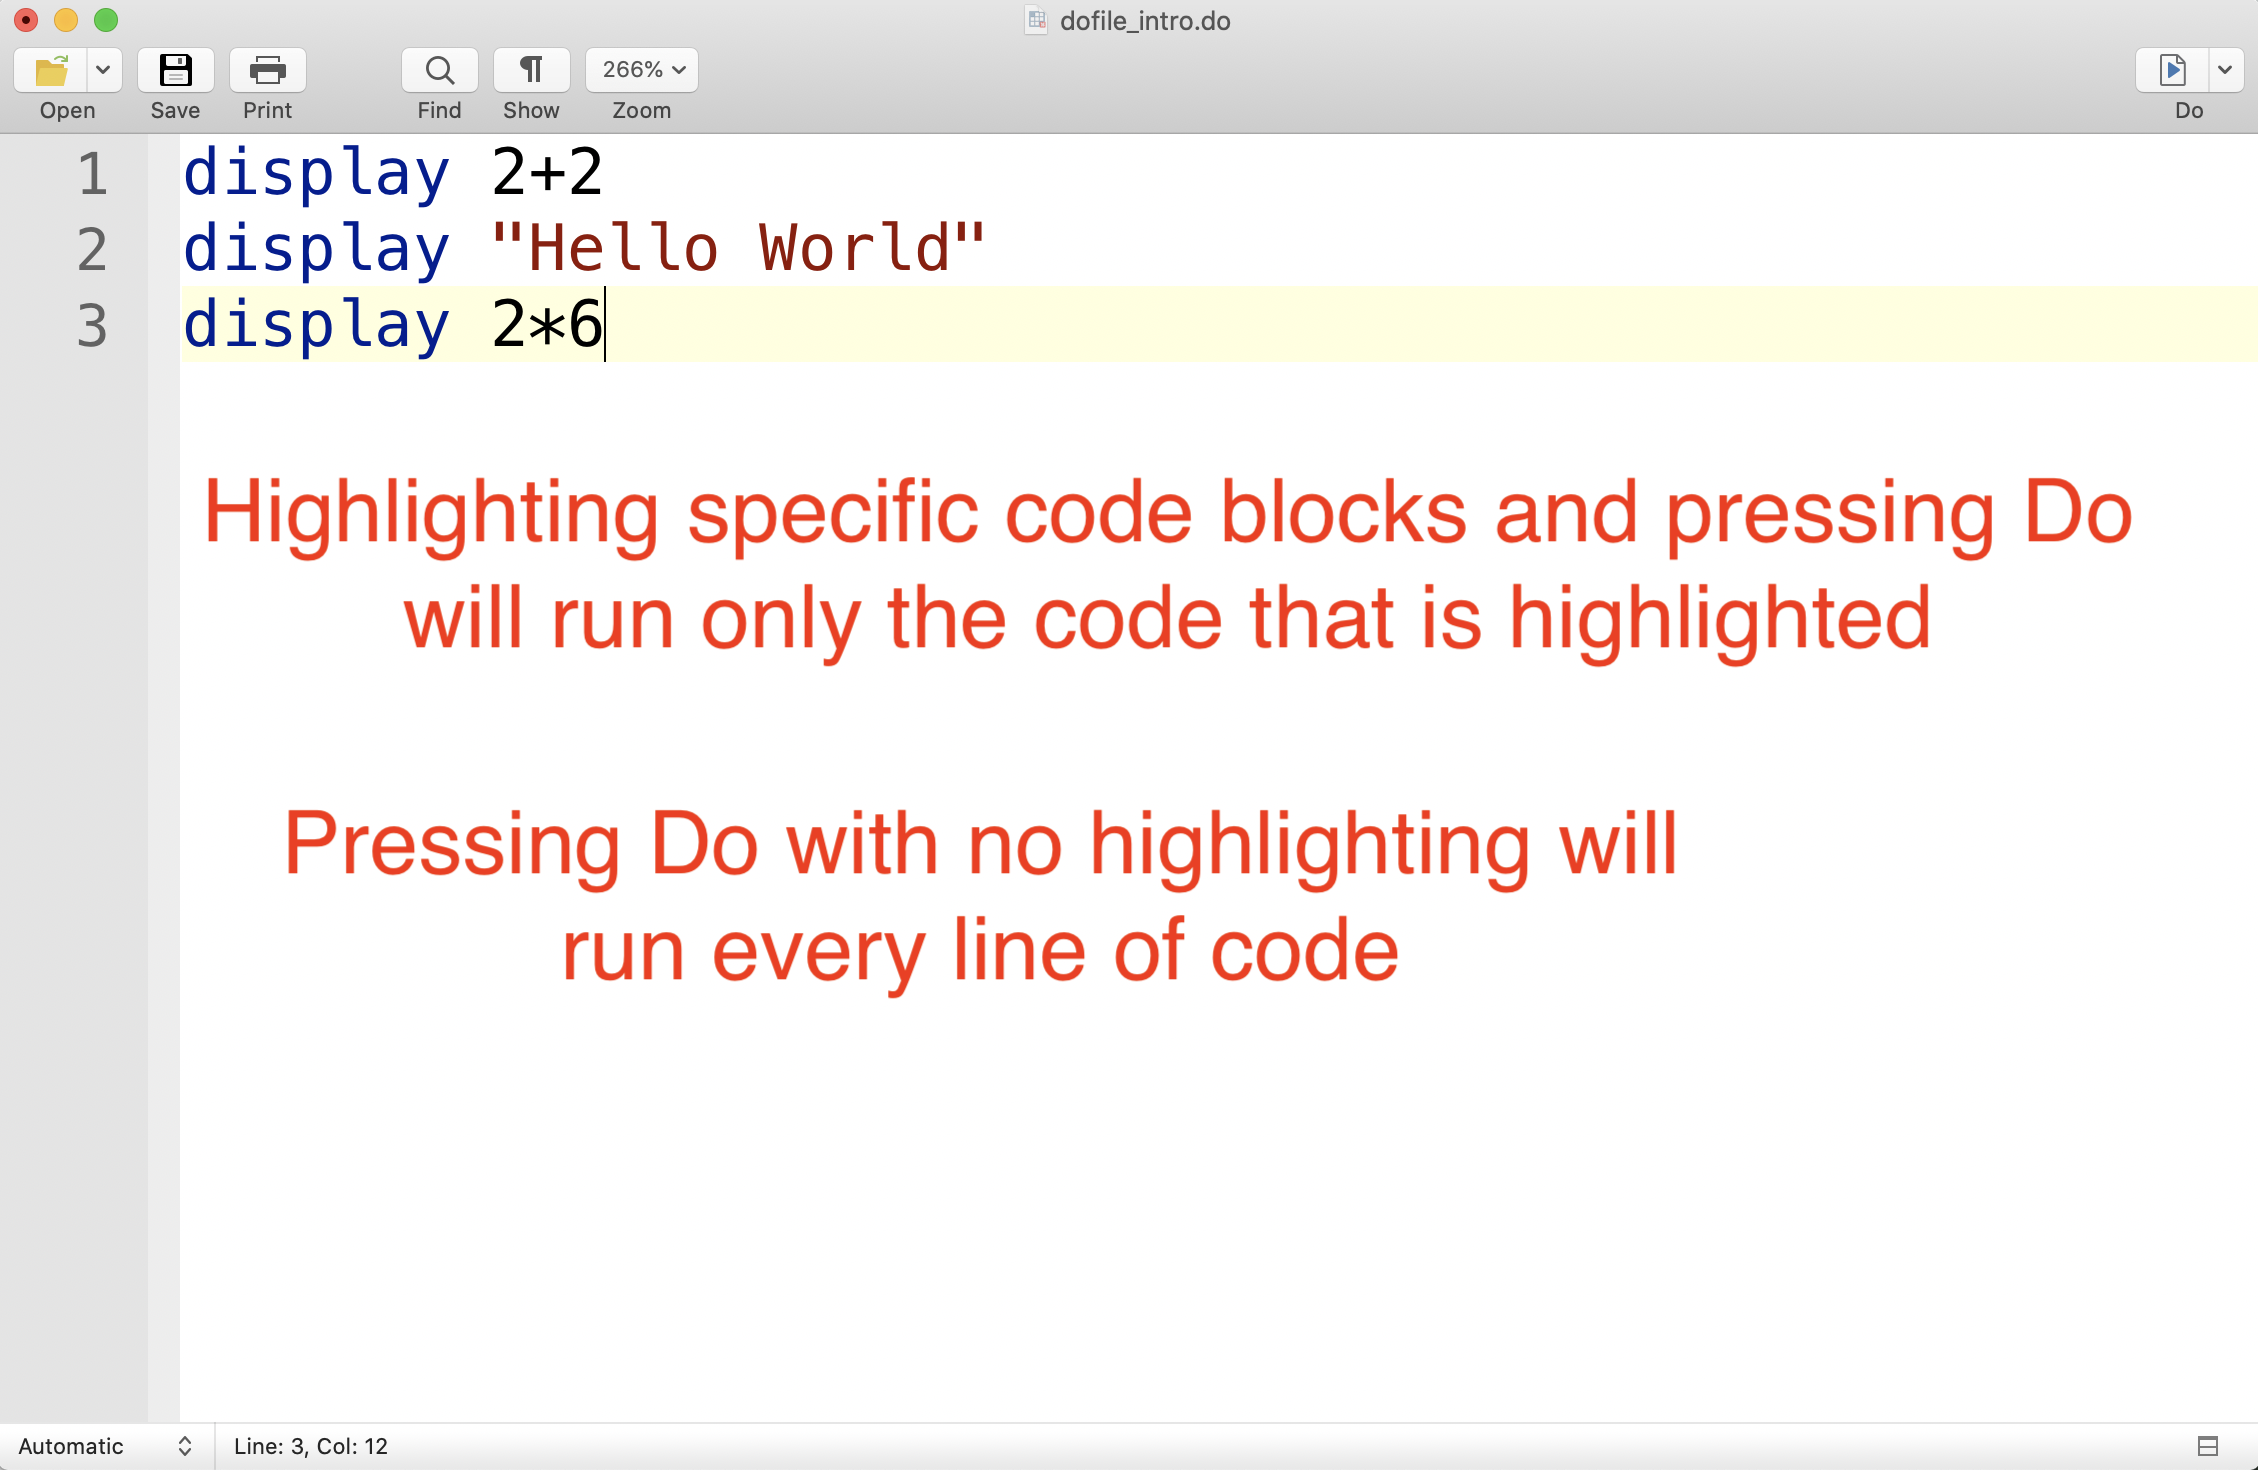 dofile_intro.do
266%
Open Save Print Find Show Zoom Do
1 display 2+2
2 display "Hello World"
3 display 2*6
Highlighting specific code blocks and pressing Do
will run only the code that is highlighted
Pressing Do with no highlighting will
run every line of code
Automatic Line: 3, Col: 12